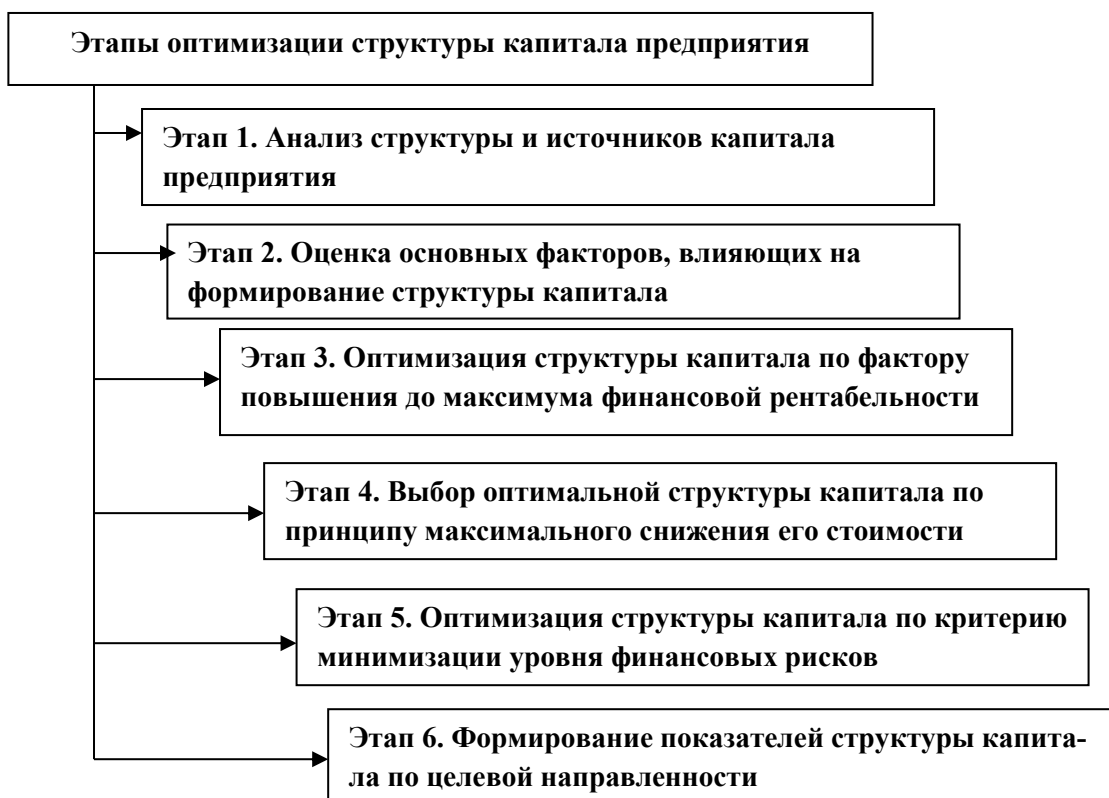 Этапы оптимизации структуры капитала предприятия
Этап 1. Анализ структуры и источников капитала
предприятия
Этап 2. Оценка основных факторов, влияющих на
формирование структуры капитала
Этап 3. Оптимизация структуры капитала по фактору
повышения до максимума финансовой рентабельности
Этап 4. Выбор оптимальной структуры капитала по
принципу максимального снижения его стоимости
Этап 5. Оптимизация структуры капитала по критерию
минимизации уровня финансовых рисков
Этап 6. Формирование показателей структуры капита-
ла по целевой направленности